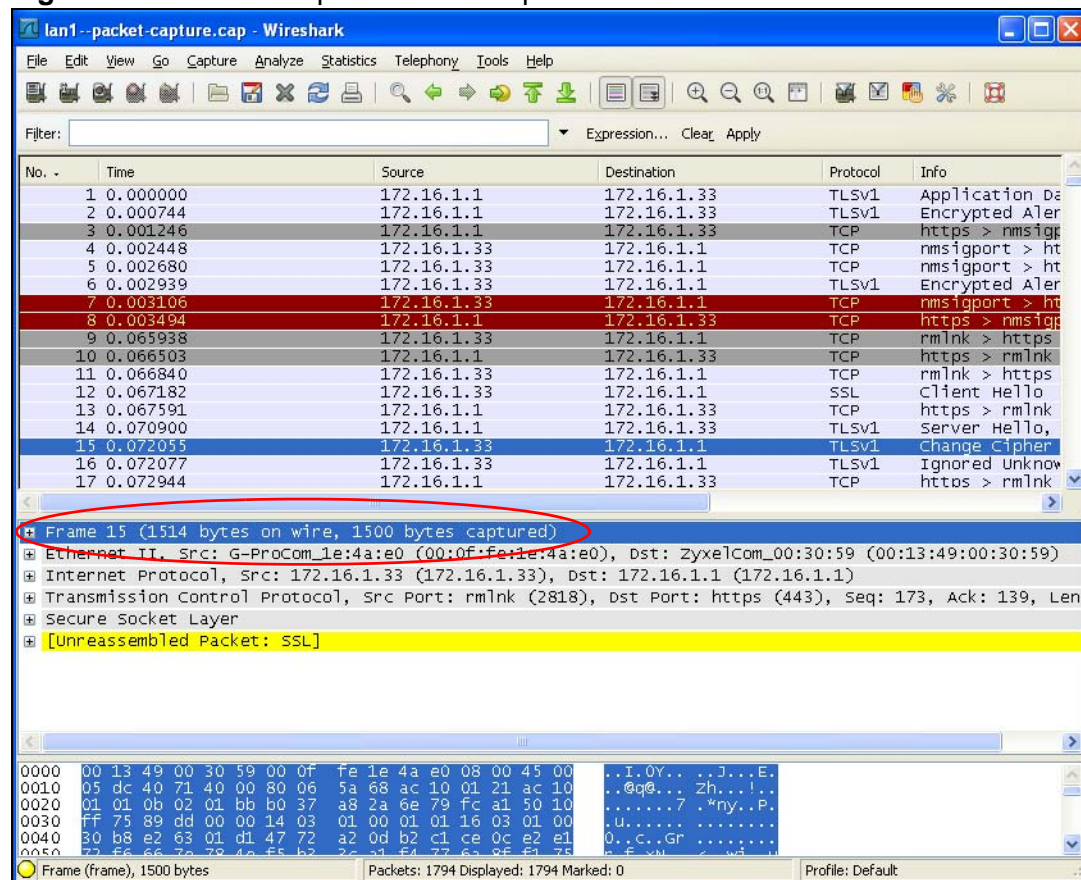 lan1--packet-capture.cap - Wireshark
File Edit View Go Capture Analyze Statistics Telephony Tools Help
Filter: Expression... Clear Apply
No. - Time Source Destination Protocol Info
1 0.000000 172.16.1.1 172.16.1.33 TLSv1 Application Da
2 0.000744 172.16.1.1 172.16.1.33 TLSv1 Encrypted Aler
3 0.001246 172.16.1.1 172.16.1.33 TCP https > nmsigp
4 0.002448 172.16.1.33 172.16.1.1 TCP nmsigport > ht
5 0.002680 172.16.1.33 172.16.1.1 TCP nmsigport > ht
6 0.002939 172.16.1.33 172.16.1.1 TLSv1 Encrypted Aler
7 0.003106 172.16.1.33 172.16.1.1 TCP nmsigport > ht
8 0.003494 172.16.1.1 172.16.1.33 TCP https > nmsigp
9 0.065938 172.16.1.33 172.16.1.1 TCP rmlnk > https
10 0.066503 172.16.1.1 172.16.1.33 TCP https > rmlnk
11 0.066840 172.16.1.33 172.16.1.1 TCP rmlnk > https
12 0.067182 172.16.1.33 172.16.1.1 SSL Client Hello
13 0.067591 172.16.1.1 172.16.1.33 TCP https > rmlnk
14 0.070900 172.16.1.1 172.16.1.33 TLSv1 Server Hello,
15 0.072055 172.16.1.33 172.16.1.1 TLSv1 Change Cipher
16 0.072077 172.16.1.33 172.16.1.1 TLSv1 Ignored Unknow
17 0.072944 172.16.1.1 172.16.1.33 TCP https > rmlnk
Frame 15 (1514 bytes on wire, 1500 bytes captured)
Ethernet II, Src: G-ProCom_1e:4a:e0 (00:0f:fe:1e:4a:e0), Dst: ZyxelCom_00:30:59 (00:13:49:00:30:59)
Internet Protocol, Src: 172.16.1.33 (172.16.1.33), Dst: 172.16.1.1 (172.16.1.1)
Transmission Control Protocol, Src Port: rmlnk (2818), Dst Port: https (443), Seq: 173, Ack: 139, Len
Secure Socket Layer
[Unreassembled Packet: SSL]
0000 00 13 49 00 30 59 00 0f fe 1e 4a e0 08 00 45 00 ..I.0Y.. ..J...E.
0010 05 dc 40 71 40 00 80 06 5a 68 ac 10 01 21 ac 10 ..@q@... Zh...!..
0020 01 01 0b 02 01 bb b0 37 a8 2a 6e 79 fc a1 50 10 .......7 .*ny..P.
0030 ff 75 89 dd 00 00 14 03 01 00 01 01 16 03 01 00 .u...... ........
0040 30 b8 e2 63 01 d1 47 72 a2 0d b2 c1 ce 0c e2 e1 0..c..Gr ........
Frame (frame), 1500 bytes Packets: 1794 Displayed: 1794 Marked: 0 Profile: Default